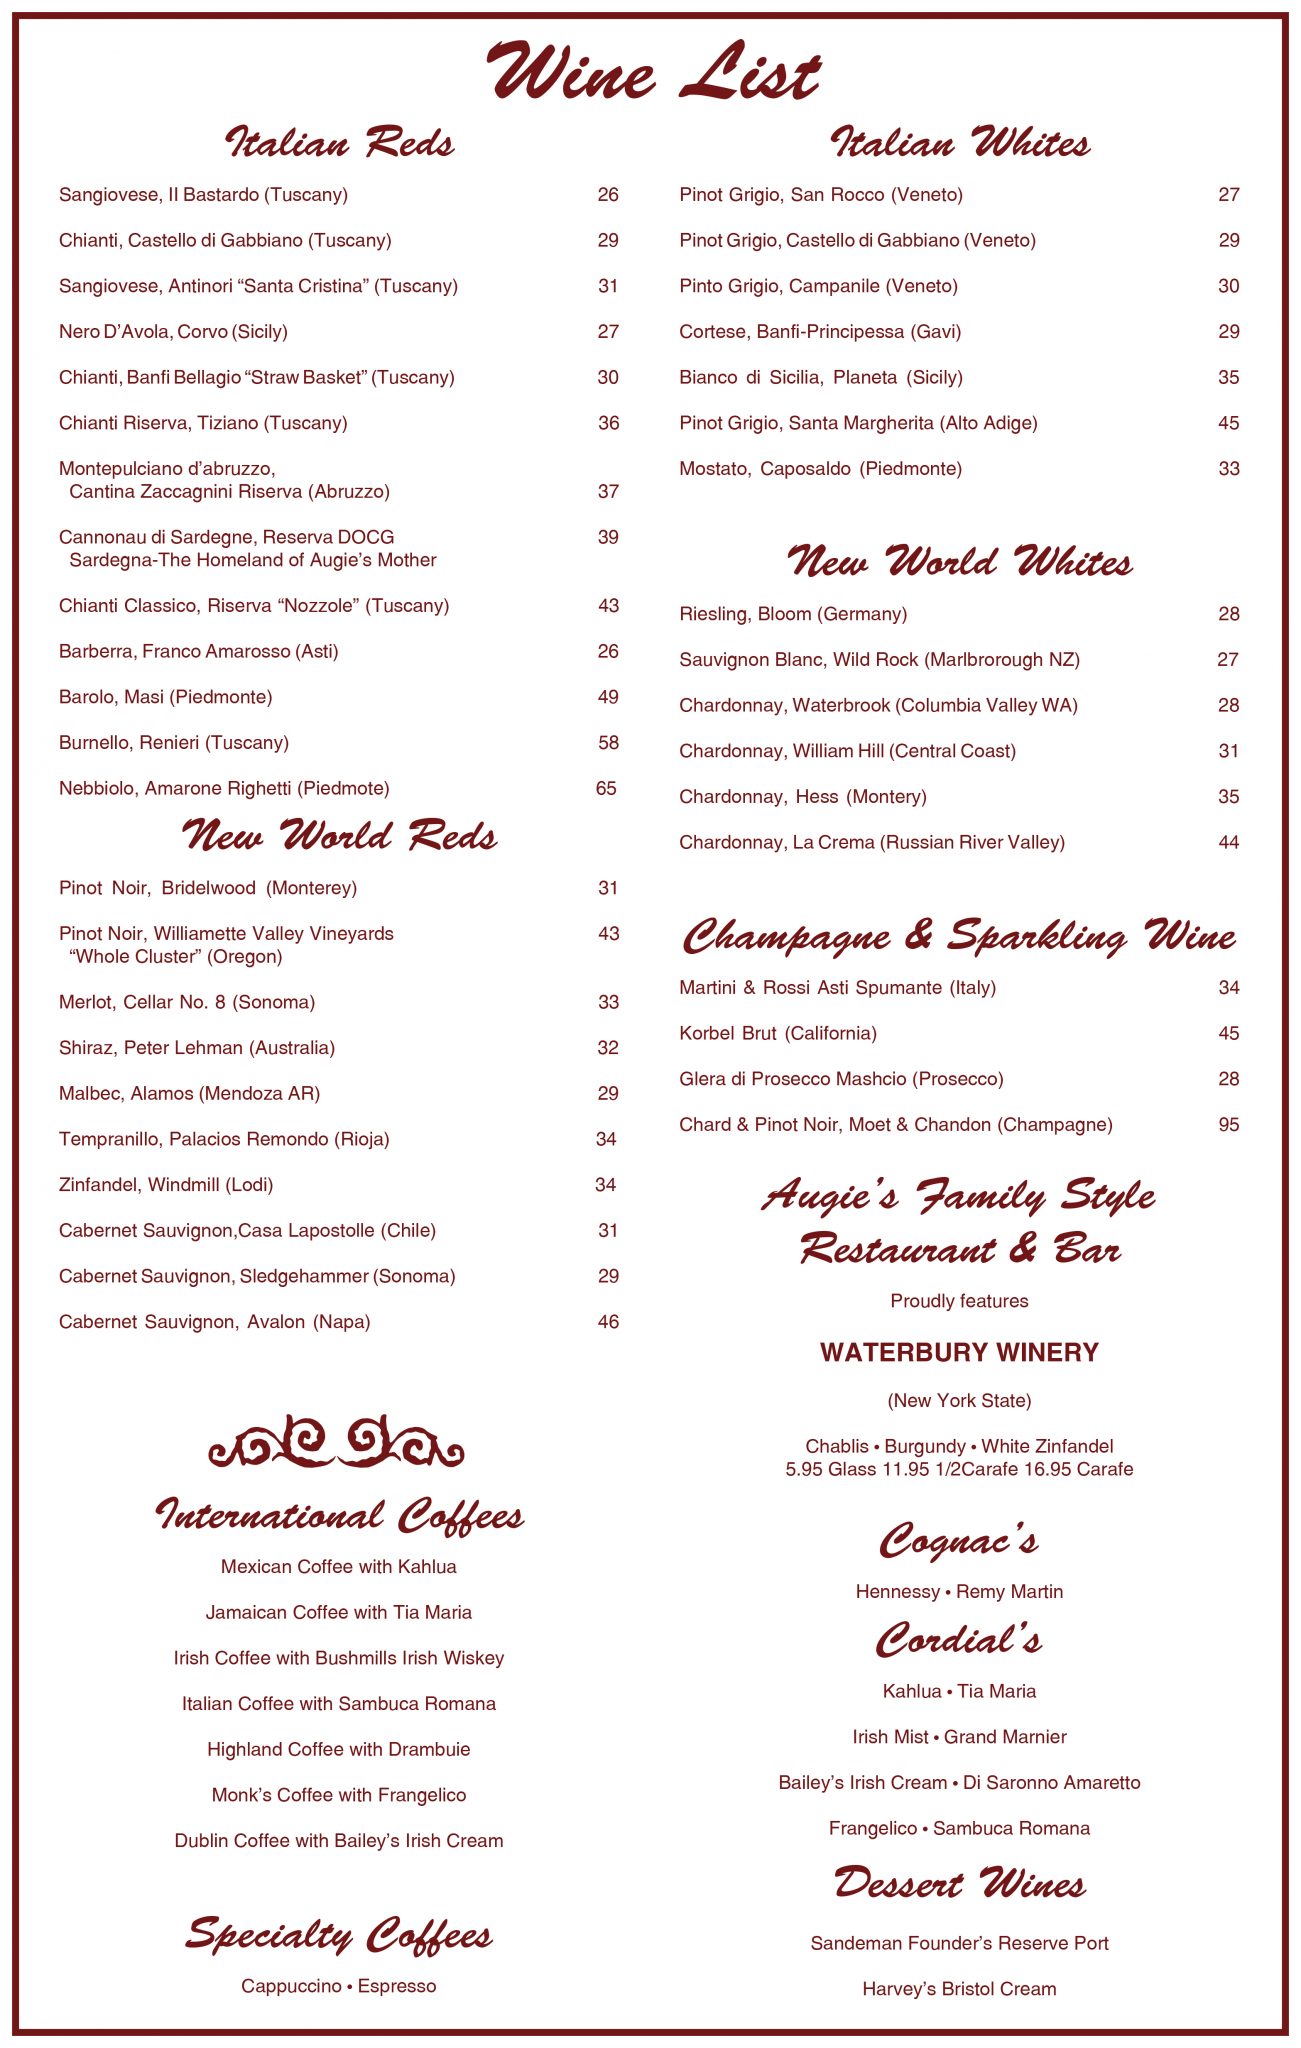 Wine List
Italian Reds
Sangiovese, II Bastardo (Tuscany) 26
Chianti, Castello di Gabbiano (Tuscany) 29
Sangiovese, Antinori “Santa Cristina” (Tuscany) 31
Nero D’Avola, Corvo (Sicily) 27
Chianti, Banfi Bellagio “Straw Basket” (Tuscany) 30
Chianti Riserva, Tiziano (Tuscany) 36
Montepulciano d’abruzzo,
Cantina Zaccagnini Riserva (Abruzzo) 37
Cannonau di Sardegne, Reserva DOCG 39
Sardegna-The Homeland of Augie’s Mother
Chianti Classico, Riserva “Nozzole” (Tuscany) 43
Barberra, Franco Amarosso (Asti) 26
Barolo, Masi (Piedmonte) 49
Burnello, Renieri (Tuscany) 58
Nebbiolo, Amarone Righetti (Piedmote) 65
New World Reds
Pinot Noir, Bridelwood (Monterey) 31
Pinot Noir, Williamette Valley Vineyards 43
“Whole Cluster” (Oregon)
Merlot, Cellar No. 8 (Sonoma) 33
Shiraz, Peter Lehman (Australia) 32
Malbec, Alamos (Mendoza AR) 29
Tempranillo, Palacios Remondo (Rioja) 34
Zinfandel, Windmill (Lodi) 34
Cabernet Sauvignon,Casa Lapostolle (Chile) 31
Cabernet Sauvignon, Sledgehammer (Sonoma) 29
Cabernet Sauvignon, Avalon (Napa) 46
International Coffees
Mexican Coffee with Kahlua
Jamaican Coffee with Tia Maria
Irish Coffee with Bushmills Irish Wiskey
Italian Coffee with Sambuca Romana
Highland Coffee with Drambuie
Monk’s Coffee with Frangelico
Dublin Coffee with Bailey’s Irish Cream
Specialty Coffees
Cappuccino • Espresso
Italian Whites
Pinot Grigio, San Rocco (Veneto) 27
Pinot Grigio, Castello di Gabbiano (Veneto) 29
Pinto Grigio, Campanile (Veneto) 30
Cortese, Banfi-Principessa (Gavi) 29
Bianco di Sicilia, Planeta (Sicily) 35
Pinot Grigio, Santa Margherita (Alto Adige) 45
Mostato, Caposaldo (Piedmonte) 33
New World Whites
Riesling, Bloom (Germany) 28
Sauvignon Blanc, Wild Rock (Marlbrorough NZ) 27
Chardonnay, Waterbrook (Columbia Valley WA) 28
Chardonnay, William Hill (Central Coast) 31
Chardonnay, Hess (Montery) 35
Chardonnay, La Crema (Russian River Valley) 44
Champagne & Sparkling Wine
Martini & Rossi Asti Spumante (Italy) 34
Korbel Brut (California) 45
Glera di Prosecco Mashcio (Prosecco) 28
Chard & Pinot Noir, Moet & Chandon (Champagne) 95
Augie’s Family Style
Restaurant & Bar
Proudly features
WATERBURY WINERY
(New York State)
Chablis • Burgundy • White Zinfandel
5.95 Glass 11.95 1/2Carafe 16.95 Carafe
Cognac’s
Hennessy • Remy Martin
Cordial’s
Kahlua • Tia Maria
Irish Mist • Grand Marnier
Bailey’s Irish Cream • Di Saronno Amaretto
Frangelico • Sambuca Romana
Dessert Wines
Sandeman Founder’s Reserve Port
Harvey’s Bristol Cream